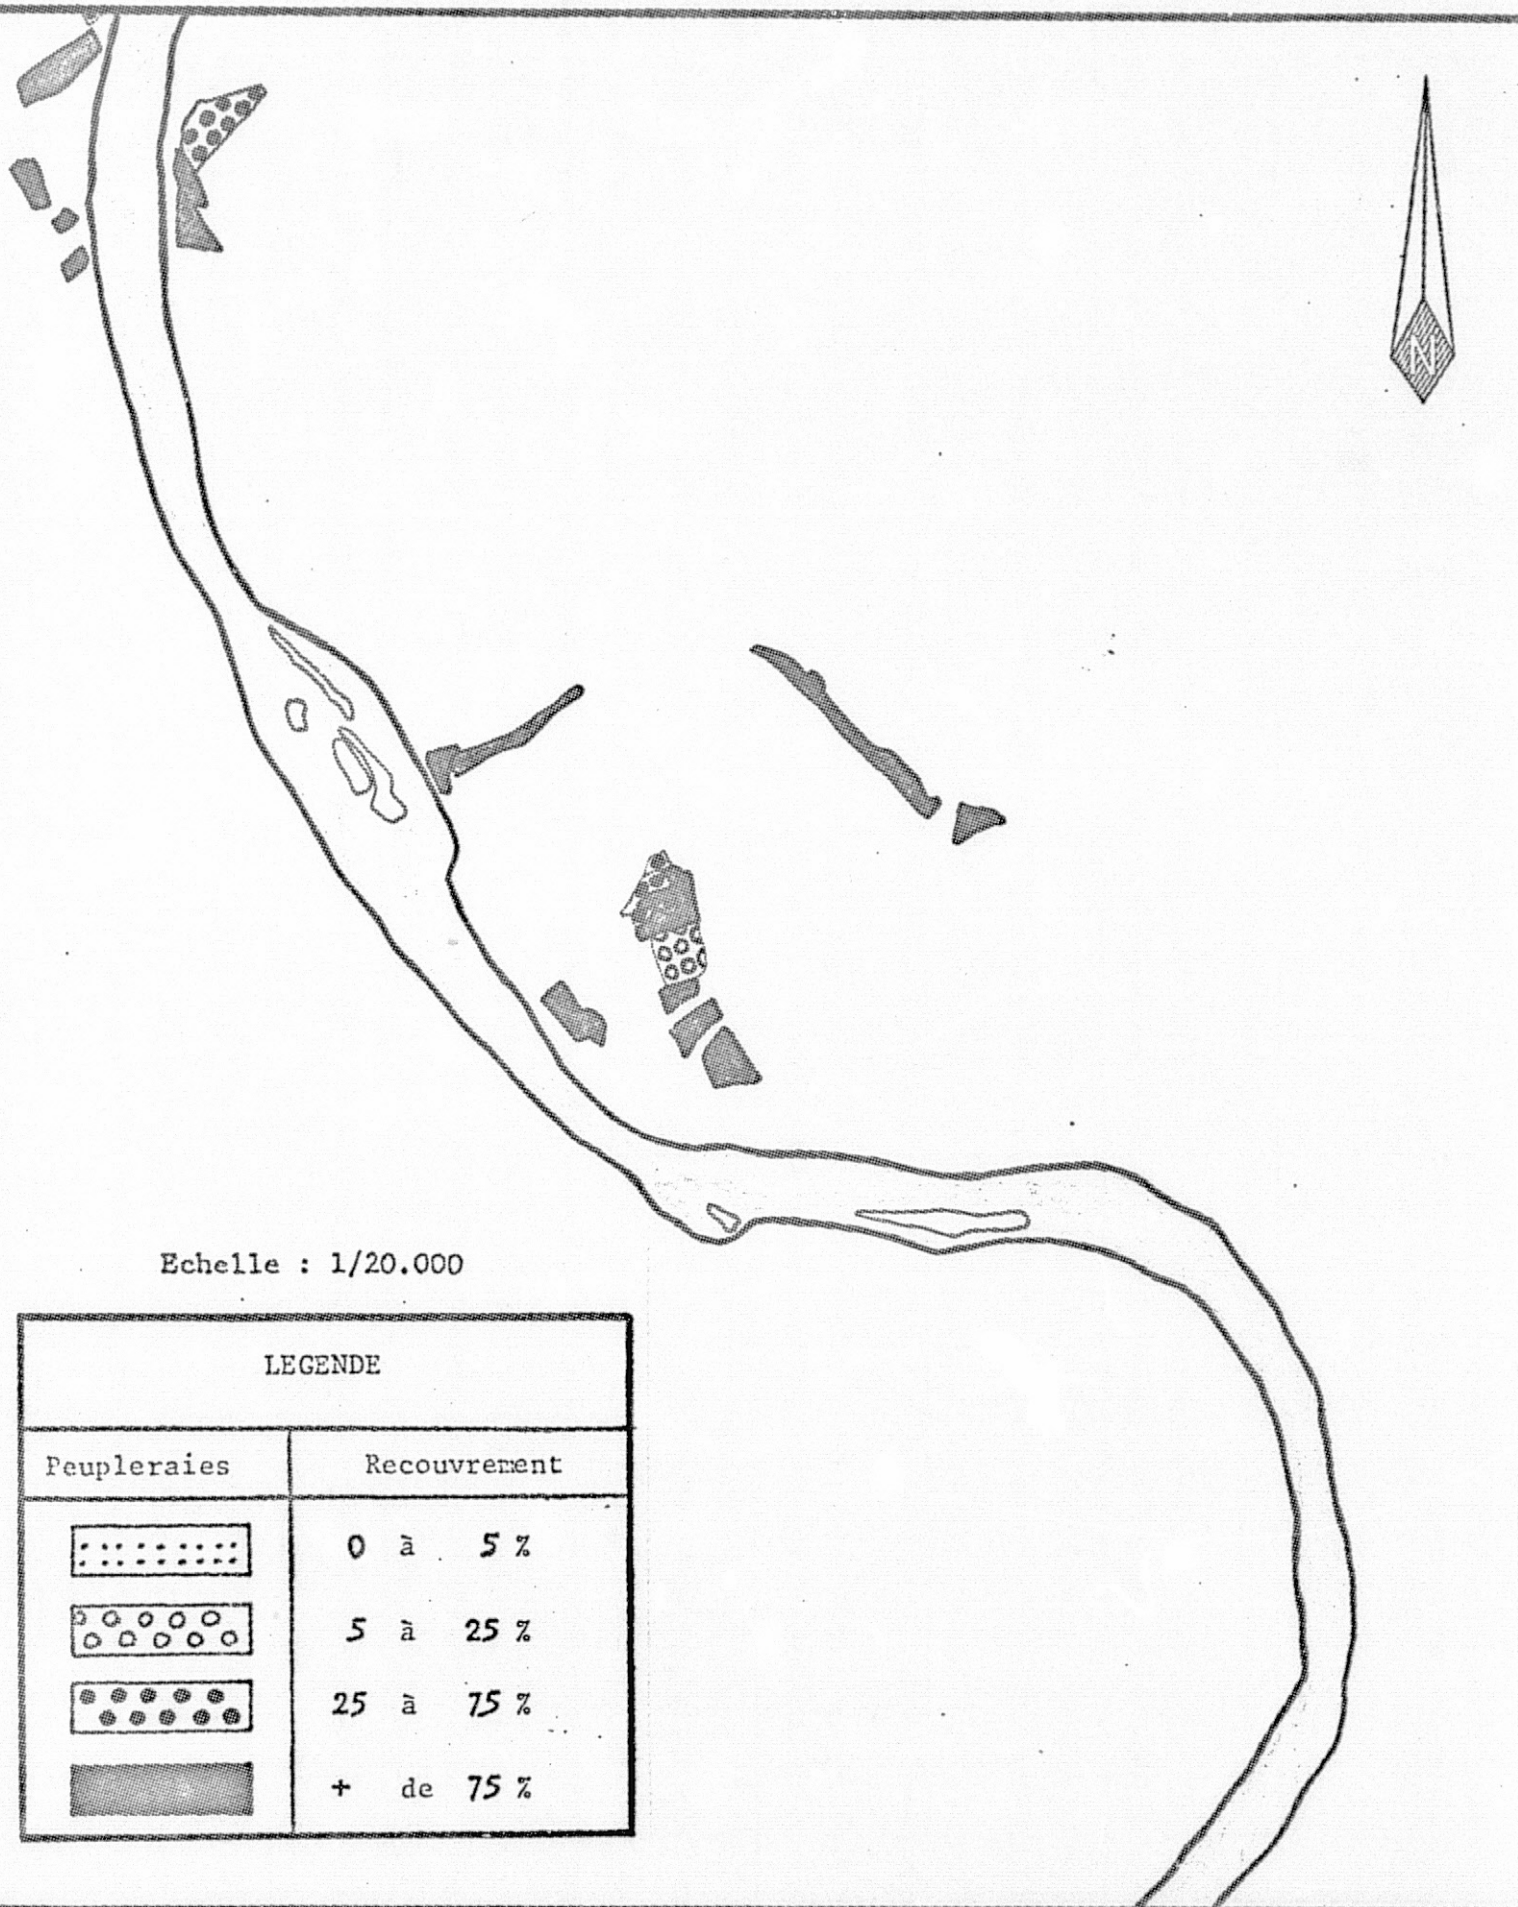 N
Echelle : 1/20.000
LEGENDE
Peupleraies Recouvrement
0 à 5 %
5 à 25 %
25 à 75 %
+ de 75 %